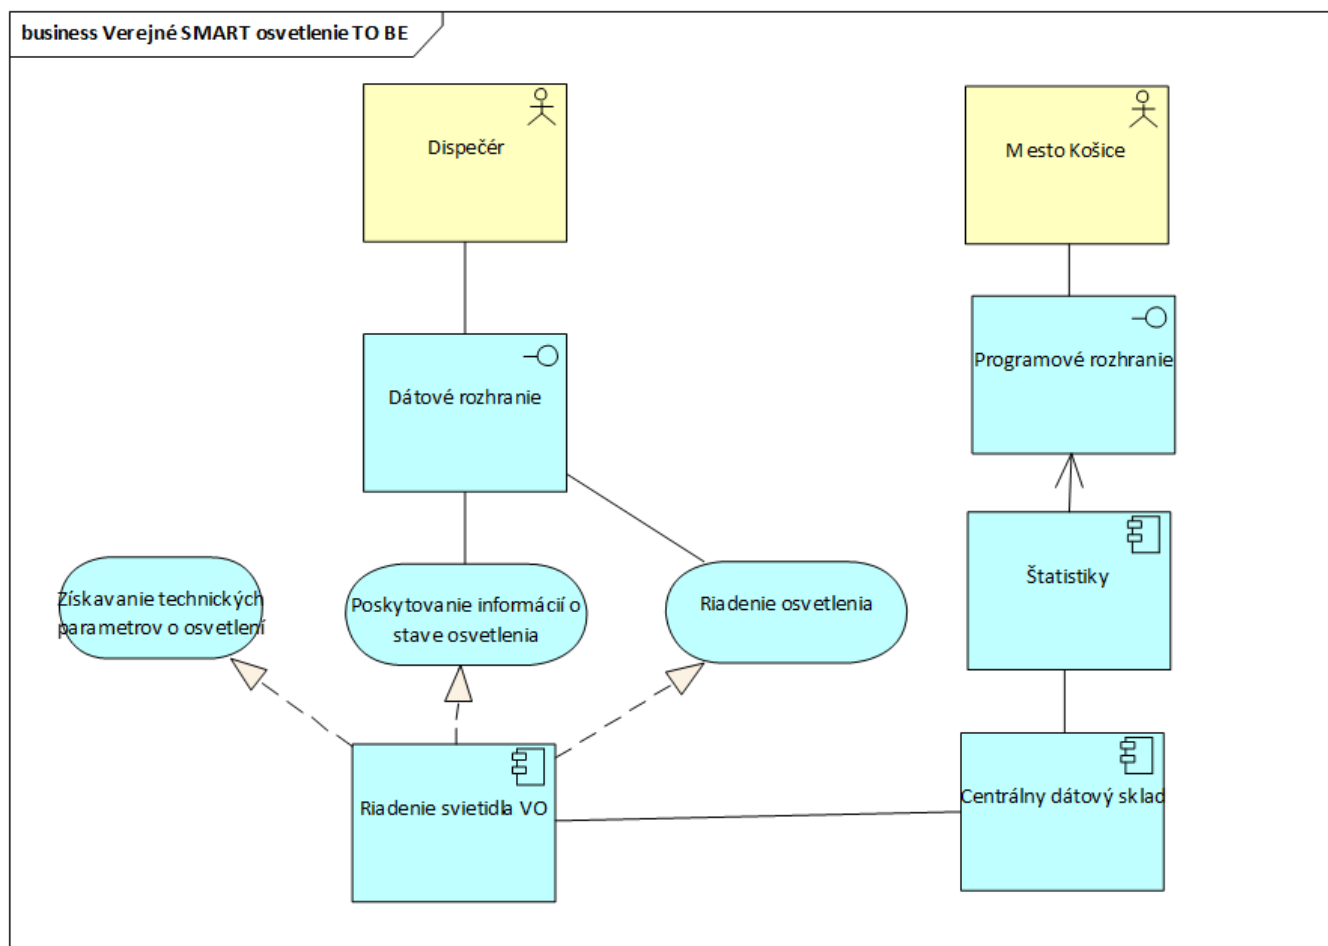 business Verejné SMART osvetlenie TO BE
Dispečér
Mesto Košice
Dátové rozhranie
Programové rozhranie
Získavanie technických
parametrov o osvetlení
Poskytovanie informácií o
stave osvetlenia
Riadenie osvetlenia
Štatistiky
Riadenie svietidla VO
Centrálny dátový sklad